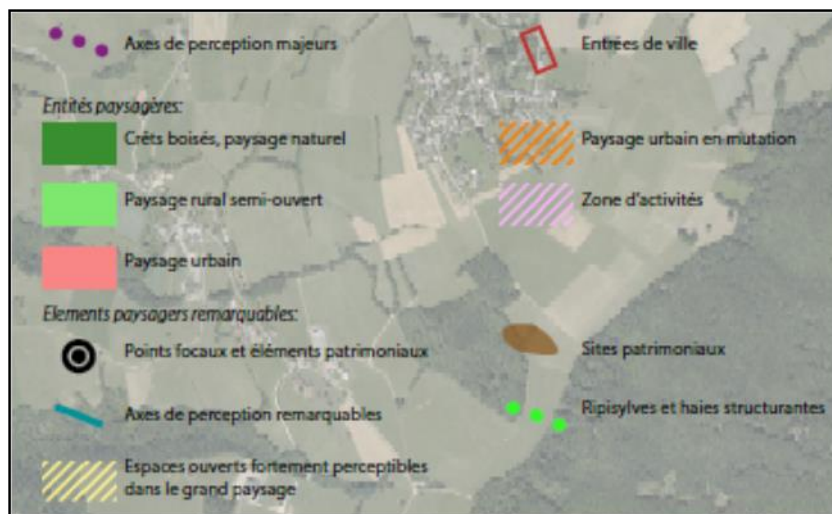 Axes de perception majeurs
Entrées de ville
Entités paysagères:
Crêts boisés, paysage naturel
Paysage urbain en mutation
Paysage rural semi-ouvert
Zone d'activités
Paysage urbain
Elements paysagers remarquables:
Points focaux et éléments patrimoniaux
Sites patrimoniaux
Axes de perception remarquables
Ripisylves et haies structurantes
Espaces ouverts fortement perceptibles
dans le grand paysage